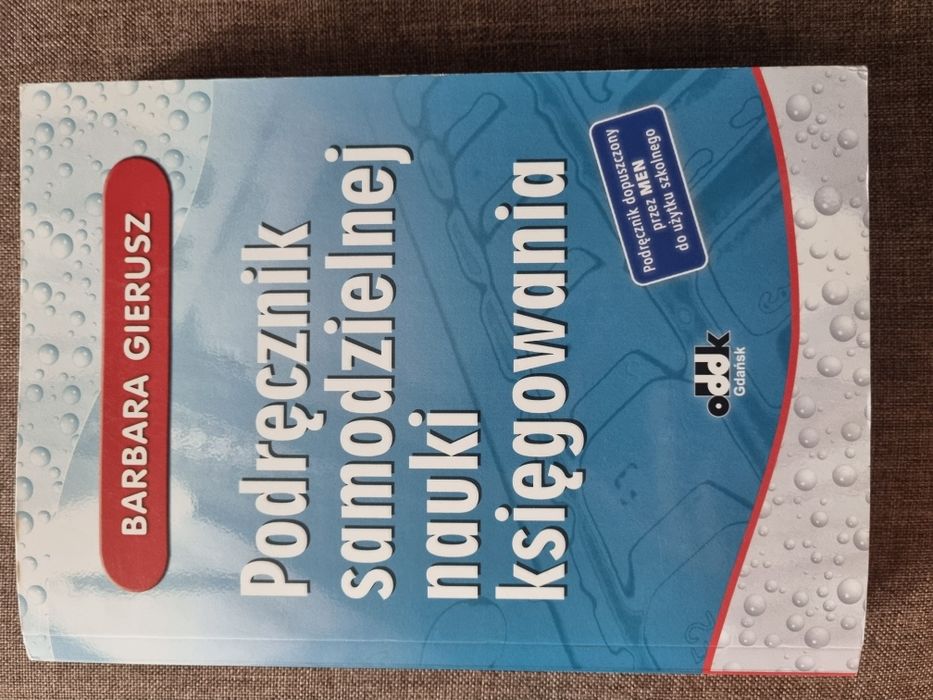 BARBARA GIERUSZ
Podręcznik
samodzielnej
nauki
księgowania
Podręcznik dopuszczony
przez MEN
do użytku szkolnego
oddk
Gdańsk